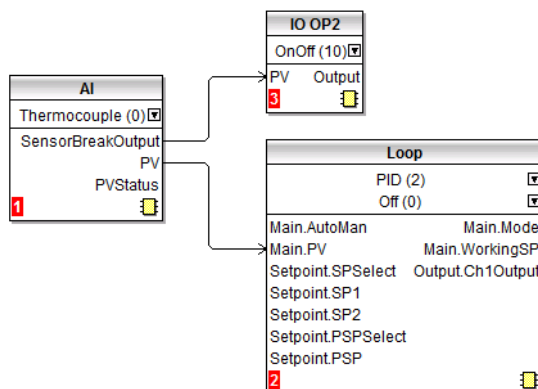 AI
Thermocouple (0)
SensorBreakOutput
PV
PVStatus
1
IO OP2
OnOff (10)
PV Output
3
Loop
PID (2)
Off (0)
Main.AutoMan Main.Mode
Main.PV Main.WorkingSP
Setpoint.SPSelect Output.Ch1Output
Setpoint.SP1
Setpoint.SP2
Setpoint.PSPSelect
Setpoint.PSP
2